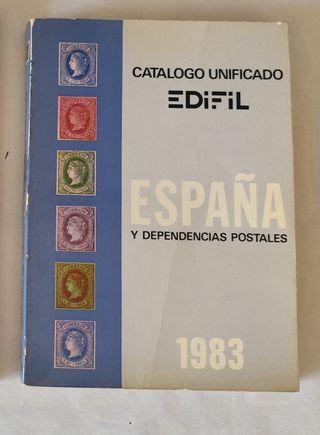 CATALOGO UNIFICADO
EDIFIL
ESPAÑA
Y DEPENDENCIAS POSTALES
1983